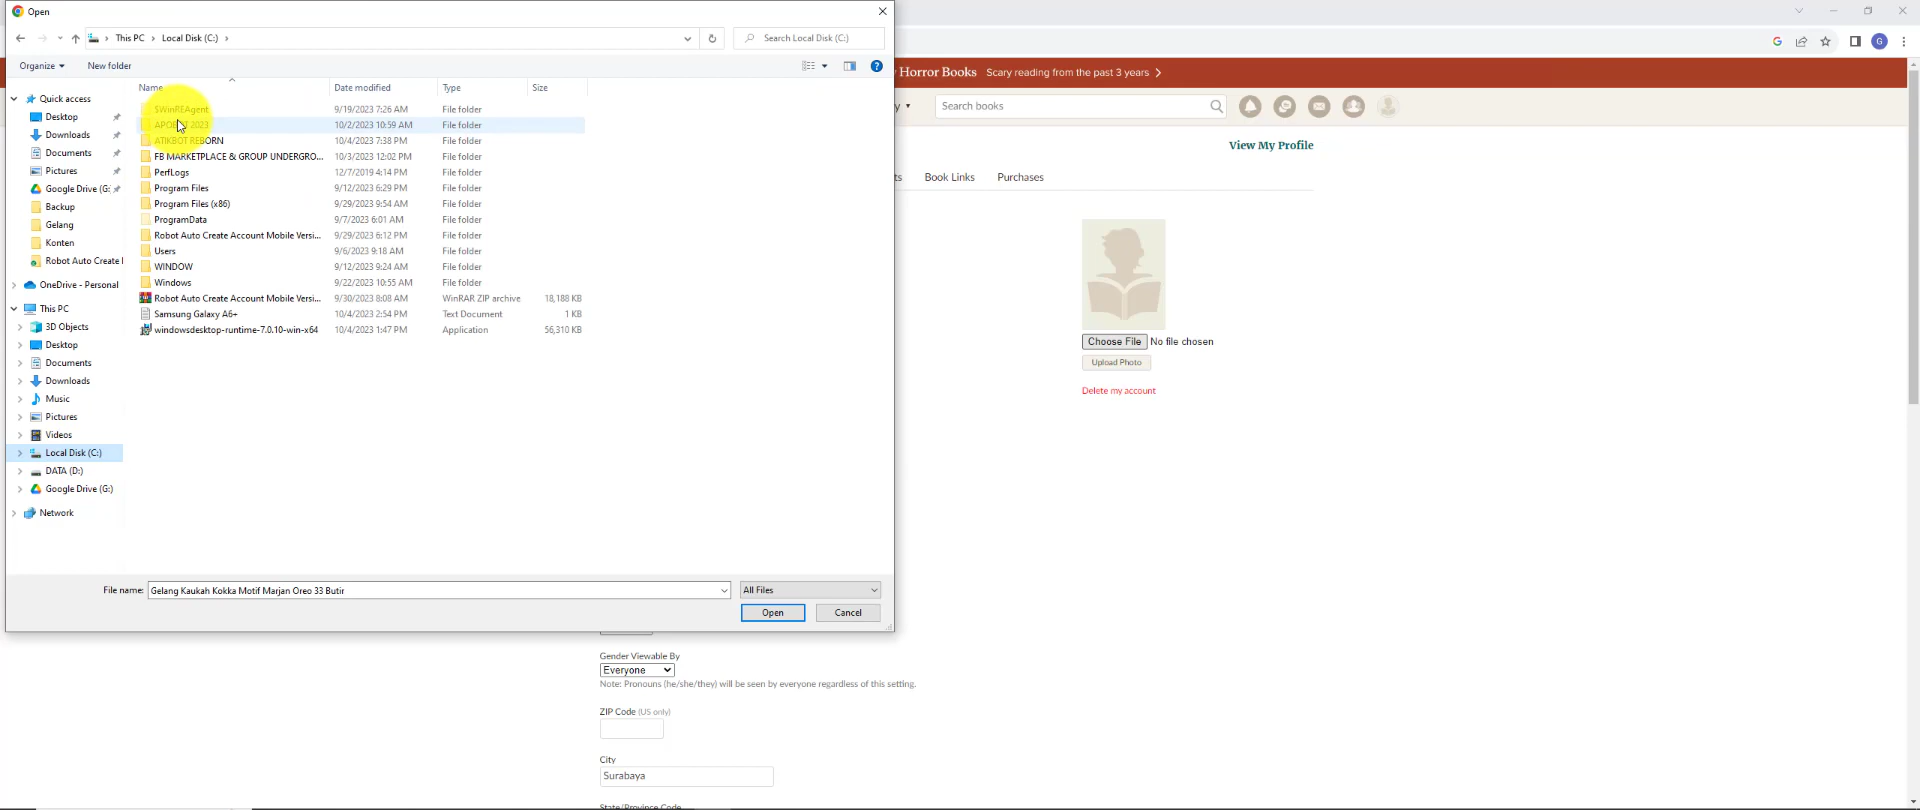 Open
This PC > Local Disk (C:) >
Search Local Disk (C:)
Organize
New folder
Name
Date modified
Type
Size
$WinREAgent 9/19/2023 7:26 AM File folder
10/2/2023 10:59 AM File folder
ATIKBOT REBORN 10/4/2023 7:38 PM File folder
FB MARKETPLACE & GROUP UNDERGRO... 10/3/2023 12:02 PM File folder
PerfLogs 12/7/2019 4:14 PM File folder
Program Files 9/12/2023 6:29 PM File folder
Program Files (x86) 9/29/2023 9:54 AM File folder
ProgramData 9/7/2023 6:01 AM File folder
Robot Auto Create Account Mobile Versi... 9/29/2023 6:12 PM File folder
Users 9/6/2023 9:18 AM File folder
WINDOW 9/12/2023 9:24 AM File folder
Windows 9/22/2023 10:55 AM File folder
Robot Auto Create Account Mobile Versi... 9/30/2023 8:08 AM WinRAR ZIP archive 18,188 KB
Samsung Galaxy A6+ 10/4/2023 2:54 PM Text Document 1 KB
windowsdesktop-runtime-7.0.10-win-x64 10/4/2023 1:47 PM Application 56,310 KB
Quick access
Desktop
Downloads
Documents
Pictures
Google Drive (G:
Backup
Gelang
Konten
Robot Auto Create
OneDrive - Personal
This PC
3D Objects
Desktop
Documents
Downloads
Music
Pictures
Videos
Local Disk (C:)
DATA (D:)
Google Drive (G:)
Network
File name: Gelang Kaukah Kokka Motif Marjan Oreo 33 Butir
All Files
Open
Cancel
G
Horror Books Scary reading from the past 3 years >
Search books
View My Profile
Book Links
Purchases
Choose File No file chosen
Upload Photo
Delete my account
Gender Viewable By
Everyone
Note: Pronouns (he/she/they) will be seen by everyone regardless of this setting.
ZIP Code (US only)
City
Surabaya
State/Province Code